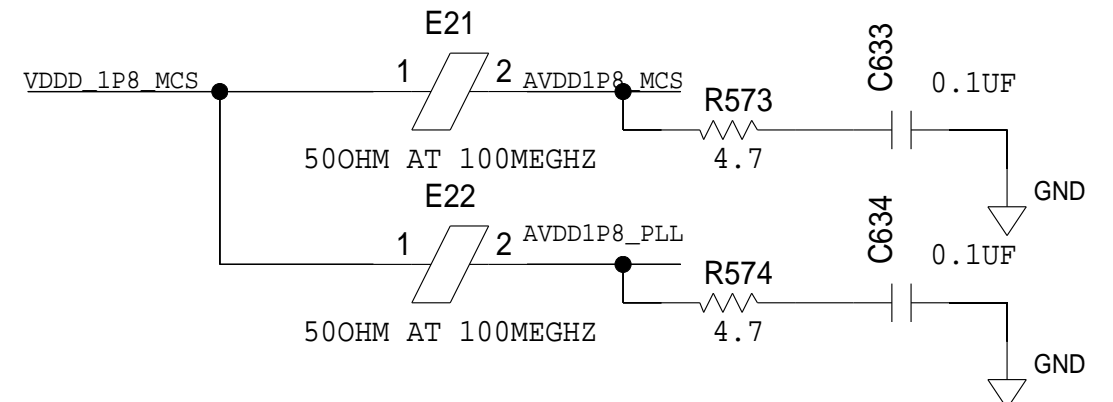 E21
VDDD_1P8_MCS
1
2
AVDD1P8_MCS
R573
4.7
C633
0.1UF
50OHM AT 100MEGHZ
GND
E22
1
2
AVDD1P8_PLL
R574
4.7
C634
0.1UF
50OHM AT 100MEGHZ
GND